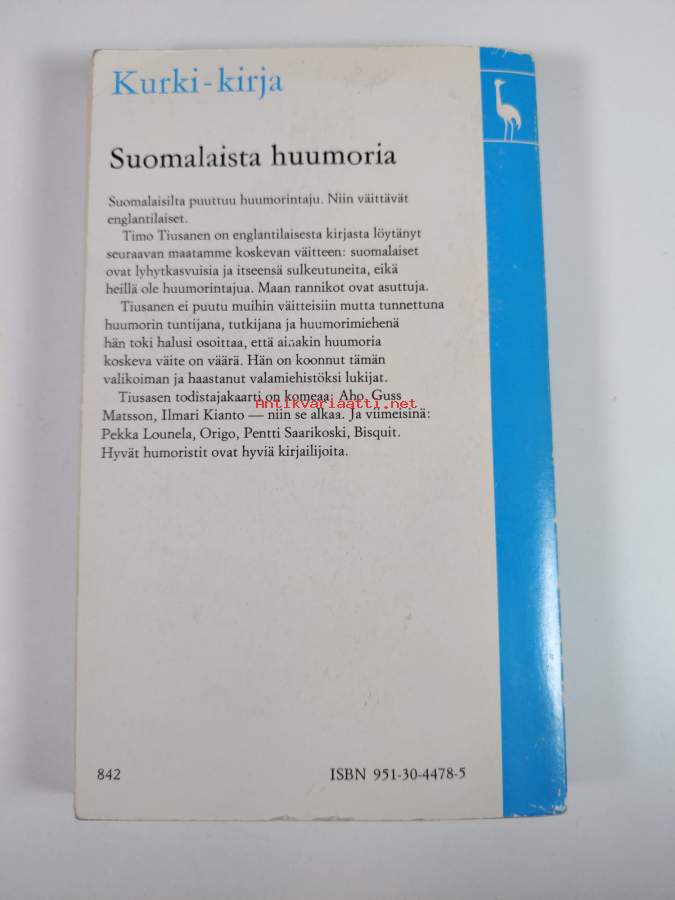 Kurki-kirja
Suomalaista huumoria
Suomalaisilta puuttuu huumorintaju. Niin väittävät
englantilaiset.
Timo Tiusanen on englantilaisesta kirjasta löytänyt
seuraavan maatamme koskevan väitteen: suomalaiset
ovat lyhytkasvuisia ja itseensä sulkeutuneita, eikä
heillä ole huumorintajua. Maan rannikot ovat asuttuja.
Tiusanen ei puutu muihin väitteisiin mutta tunnettuna
huumorin tuntijana, tutkijana ja huumorimiehenä
hän toki halusi osoittaa, että ainakin huumoria
koskeva väite on väärä. Hän on koonnut tämän
valikoiman ja haastanut valamiehistöksi lukijat.
Tiusasen todistajakaarti on komeaa: Aho, Guss
Antikvariaatti.net
Matsson, Ilmari Kianto — niin se alkaa. Ja viimeisinä:
Pekka Lounela, Origo, Pentti Saarikoski, Bisquit.
Hyvät humoristit ovat hyviä kirjailijoita.
842
ISBN 951-30-4478-5